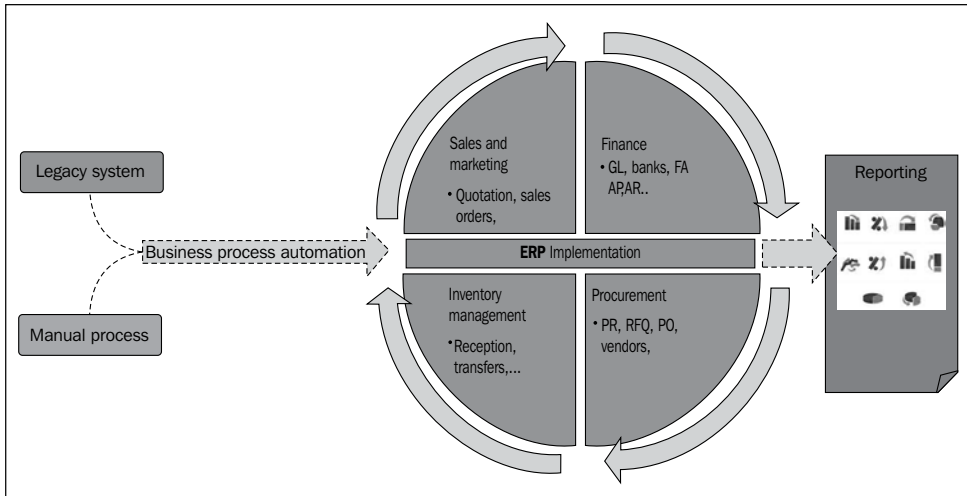 Legacy system
Manual process
Business process automation
Sales and
marketing
• Quotation, sales
orders,
Finance
• GL, banks, FA
AP,AR..
ERP Implementation
Inventory
management
• Reception,
transfers,...
Procurement
• PR, RFQ, PO,
vendors,
Reporting